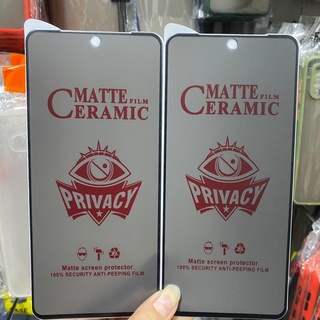 MATTE FILM
CERAMIC
PRIVACY
Matte screen protector
100% SECURITY ANTI-PEEPING FILM
MATTE FILM
CERAMIC
PRIVACY
Matte screen protector
100% SECURITY ANTI-PEEPING FILM